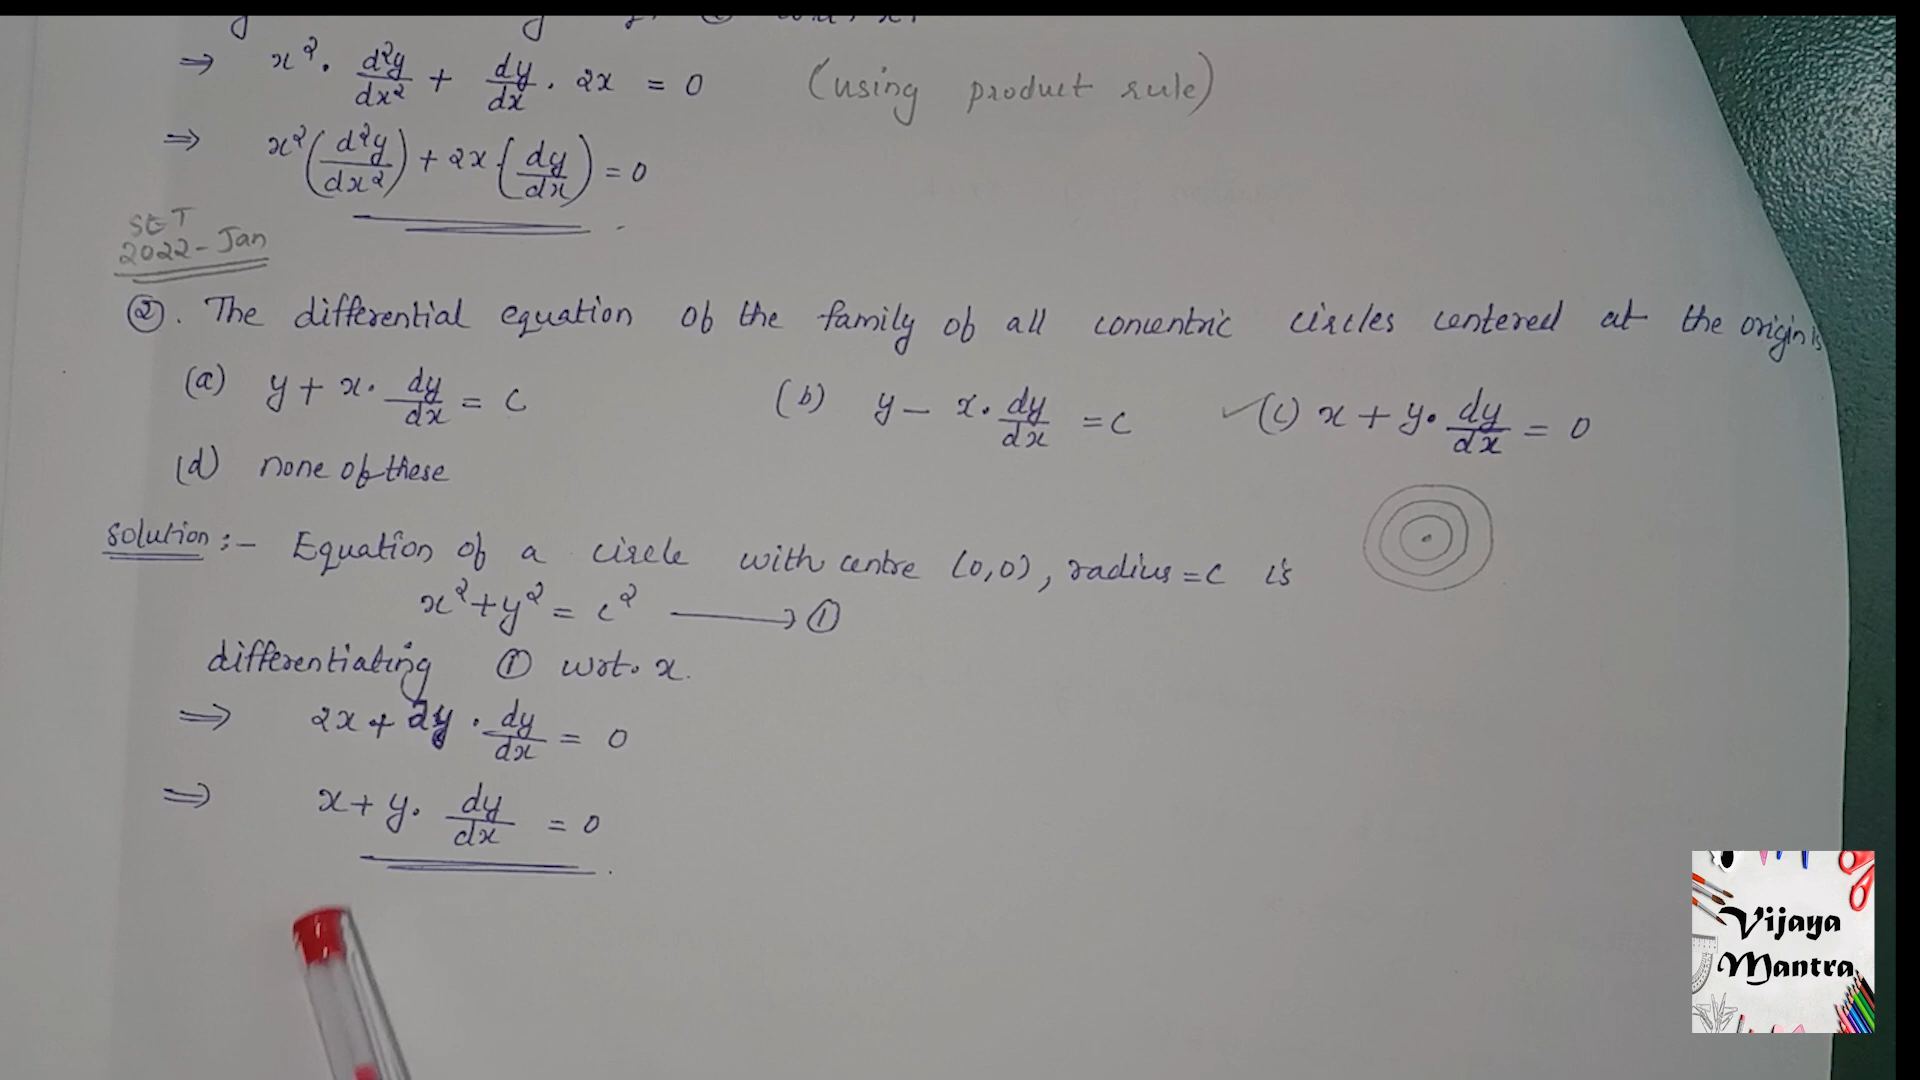 ⇒ x². d²y/dx² + dy/dx . 2x = 0 (using product rule)
⇒ x²(d²y/dx²) + 2x(dy/dx) = 0
SET
2022-Jan
②. The differential equation of the family of all concentric circles centered at the origin is
(a) y + x. dy/dx = c (b) y - x. dy/dx = c ✓(c) x + y. dy/dx = 0
(d) none of these
Solution :- Equation of a circle with centre (0,0), radius = c is
x² + y² = c² ⟶ ①
differentiating ① wrt. x.
⇒ 2x + 2y . dy/dx = 0
⇒ x + y. dy/dx = 0
Vijaya
Mantra